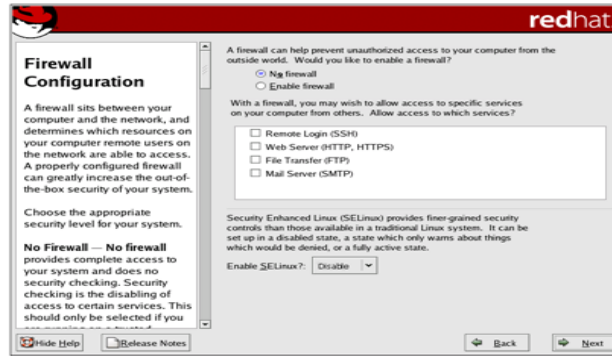 redhat
Firewall
Configuration
A firewall sits between your
computer and the network, and
determines which resources on
your computer remote users on
the network are able to access.
A properly configured firewall
can greatly increase the out-of-
the-box security of your system.
Choose the appropriate
security level for your system.
No Firewall — No firewall
provides complete access to
your system and does no
security checking. Security
checking is the disabling of
access to certain services. This
should only be selected if you
A firewall can help prevent unauthorized access to your computer from the
outside world. Would you like to enable a firewall?
No firewall
Enable firewall
With a firewall, you may wish to allow access to specific services
on your computer from others. Allow access to which services?
Remote Login (SSH)
Web Server (HTTP, HTTPS)
File Transfer (FTP)
Mail Server (SMTP)
Security Enhanced Linux (SELinux) provides finer-grained security
controls than those available in a traditional Linux system. It can be
set up in a disabled state, a state which only warns about things
which would be denied, or a fully active state.
Enable SELinux?: Disable
Hide Help
Release Notes
Back
Next